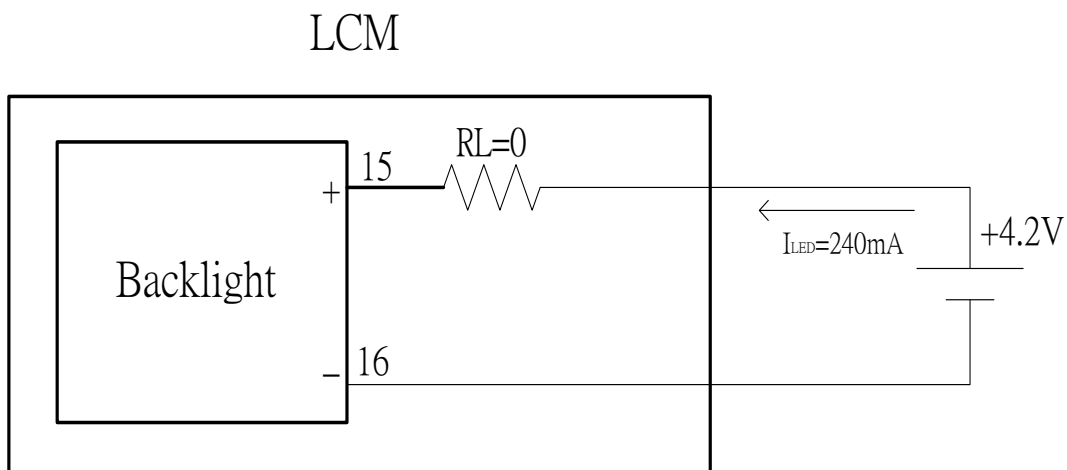 LCM
RL=0
15
+
+4.2V
ILED=240mA
Backlight
16
−